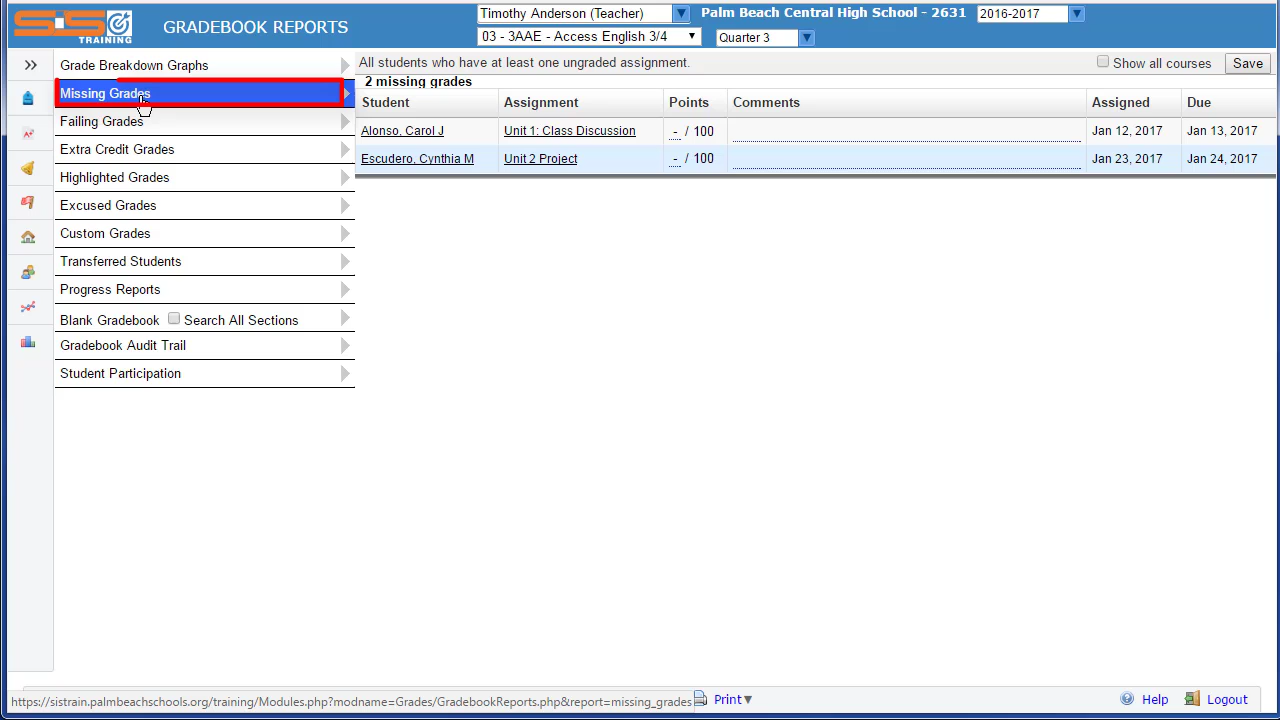 SIS
TRAINING
GRADEBOOK REPORTS
Timothy Anderson (Teacher)
Palm Beach Central High School - 2631
2016-2017
03 - 3AAE - Access English 3/4
Quarter 3
Grade Breakdown Graphs
Missing Grades
Failing Grades
Extra Credit Grades
Highlighted Grades
Excused Grades
Custom Grades
Transferred Students
Progress Reports
Blank Gradebook Search All Sections
Gradebook Audit Trail
Student Participation
All students who have at least one ungraded assignment.
Show all courses
Save
2 missing grades
Student Assignment Points Comments Assigned Due
Alonso, Carol J Unit 1: Class Discussion - / 100 Jan 12, 2017 Jan 13, 2017
Escudero, Cynthia M Unit 2 Project - / 100 Jan 23, 2017 Jan 24, 2017
https://sistrain.palmbeachschools.org/training/Modules.php?modname=Grades/GradebookReports.php&report=missing_grades
Print
Help
Logout